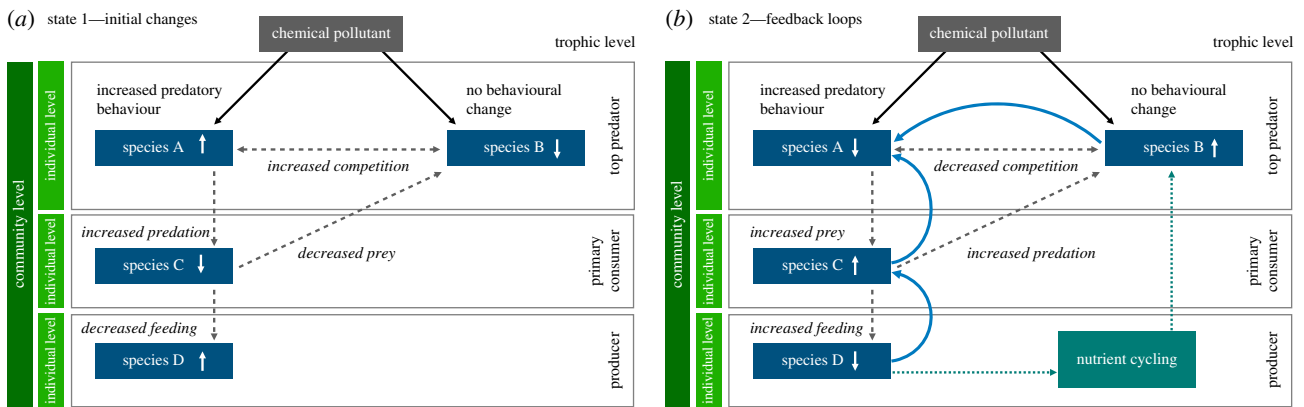 (a) state 1—initial changes
chemical pollutant
trophic level
community level
individual level
increased predatory
behaviour
no behavioural
change
species A ↑
species B ↓
increased competition
top predator
individual level
increased predation
species C ↓
decreased prey
primary
consumer
individual level
decreased feeding
species D ↑
producer
(b) state 2—feedback loops
chemical pollutant
trophic level
community level
individual level
increased predatory
behaviour
no behavioural
change
species A ↓
species B ↑
decreased competition
top predator
individual level
increased prey
species C ↑
increased predation
primary
consumer
individual level
increased feeding
species D ↓
nutrient cycling
producer